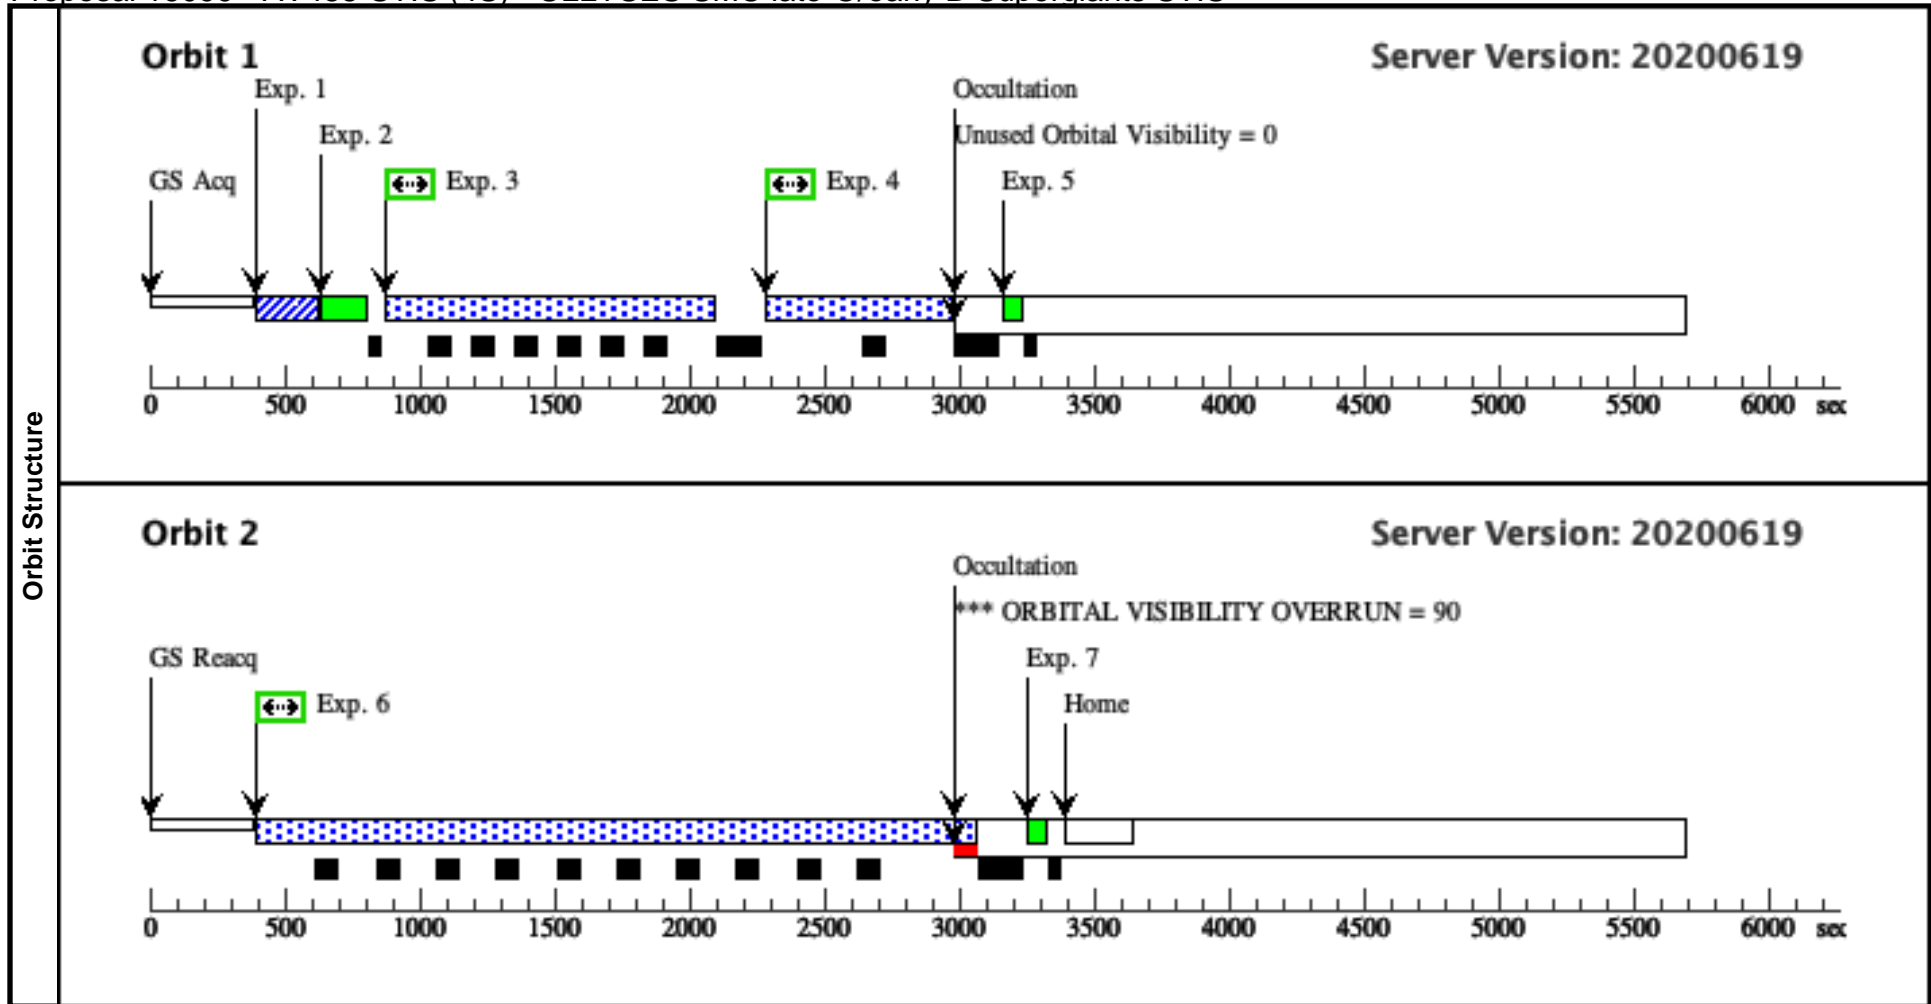 Orbit Structure
Orbit 1
Server Version: 20200619
Exp. 1
Occultation
Exp. 2
Unused Orbital Visibility = 0
GS Acq
Exp. 3
Exp. 4
Exp. 5
0 500 1000 1500 2000 2500 3000 3500 4000 4500 5000 5500 6000 sec
Orbit 2
Server Version: 20200619
Occultation
*** ORBITAL VISIBILITY OVERRUN = 90
GS Reacq
Exp. 7
Exp. 6
Home
0 500 1000 1500 2000 2500 3000 3500 4000 4500 5000 5500 6000 sec